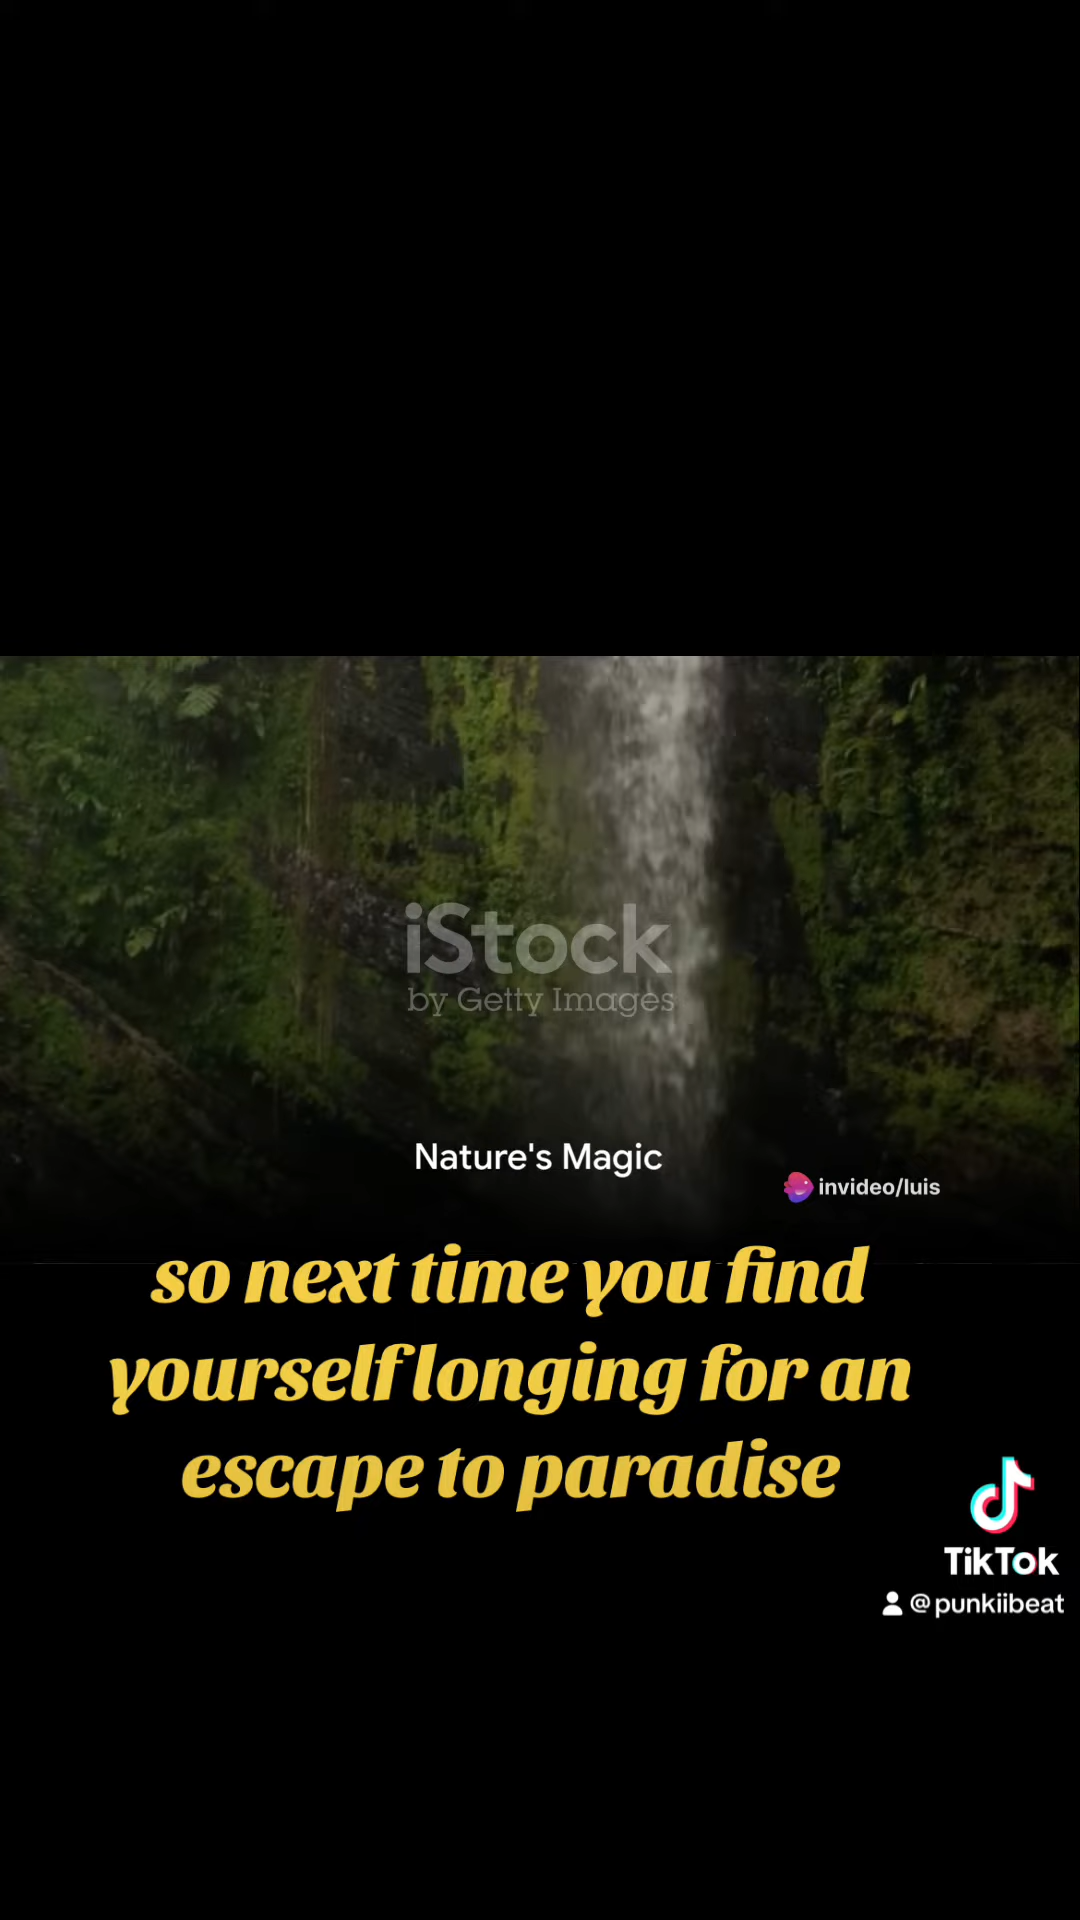 iStock
by Getty Images
Nature's Magic
invideo/luis
so next time you find
yourself longing for an
escape to paradise
TikTok
@punkiibeat